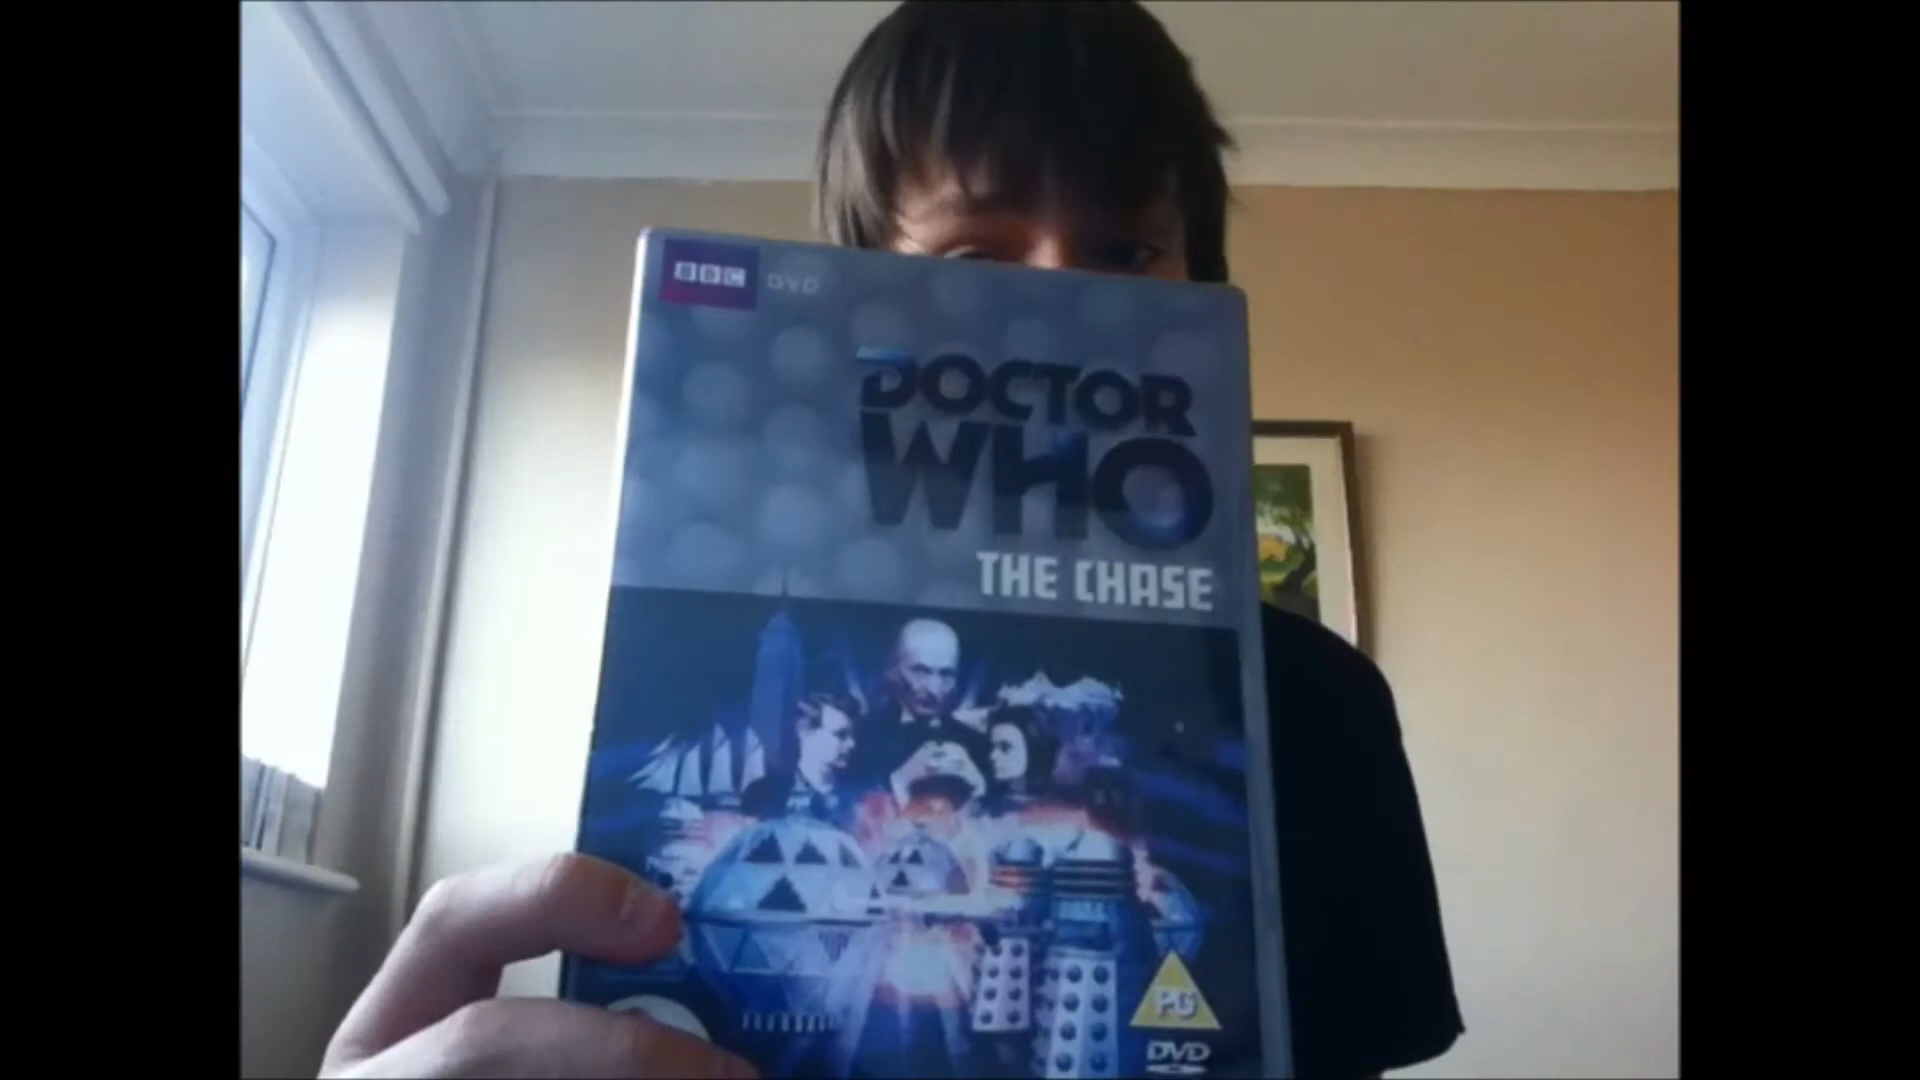 BBC DVD
DOCTOR
WHO
THE CHASE
PG
DVD